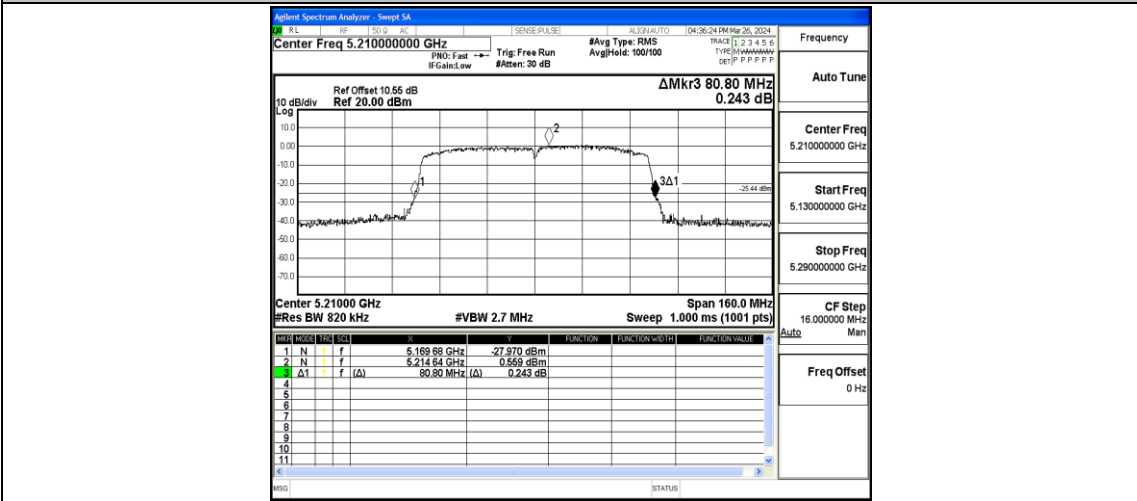 Agilent Spectrum Analyzer - Swept SA
RL RF 50 Ω AC SENSE:PULSE ALIGN AUTO 04:36:24 PM Mar 26, 2024
Center Freq 5.210000000 GHz
PNO: Fast
IFGain:Low
Trig: Free Run
#Atten: 30 dB
#Avg Type: RMS
Avg|Hold: 100/100
TRACE 1 2 3 4 5 6
TYPE M
DET P P P P P P
Frequency
Auto Tune
Center Freq
5.210000000 GHz
Start Freq
5.130000000 GHz
Stop Freq
5.290000000 GHz
CF Step
16.000000 MHz
Auto Man
Freq Offset
0 Hz
ΔMkr3 80.80 MHz
0.243 dB
Ref Offset 10.55 dB
10 dB/div Ref 20.00 dBm
Log
10.0
0.00
-10.0
-20.0
-30.0
-40.0
-50.0
-60.0
-70.0
1
2
3Δ1
-25.44 dBm
Center 5.21000 GHz Span 160.0 MHz
#Res BW 820 kHz #VBW 2.7 MHz Sweep 1.000 ms (1001 pts)
MKR MODE TRC SCL X Y FUNCTION FUNCTION WIDTH FUNCTION VALUE
1 N 1 f 5.169 68 GHz -27.970 dBm
2 N 1 f 5.214 64 GHz 0.559 dBm
3 Δ1 1 f (Δ) 80.80 MHz (Δ) 0.243 dB
4
5
6
7
8
9
10
11
MSG STATUS